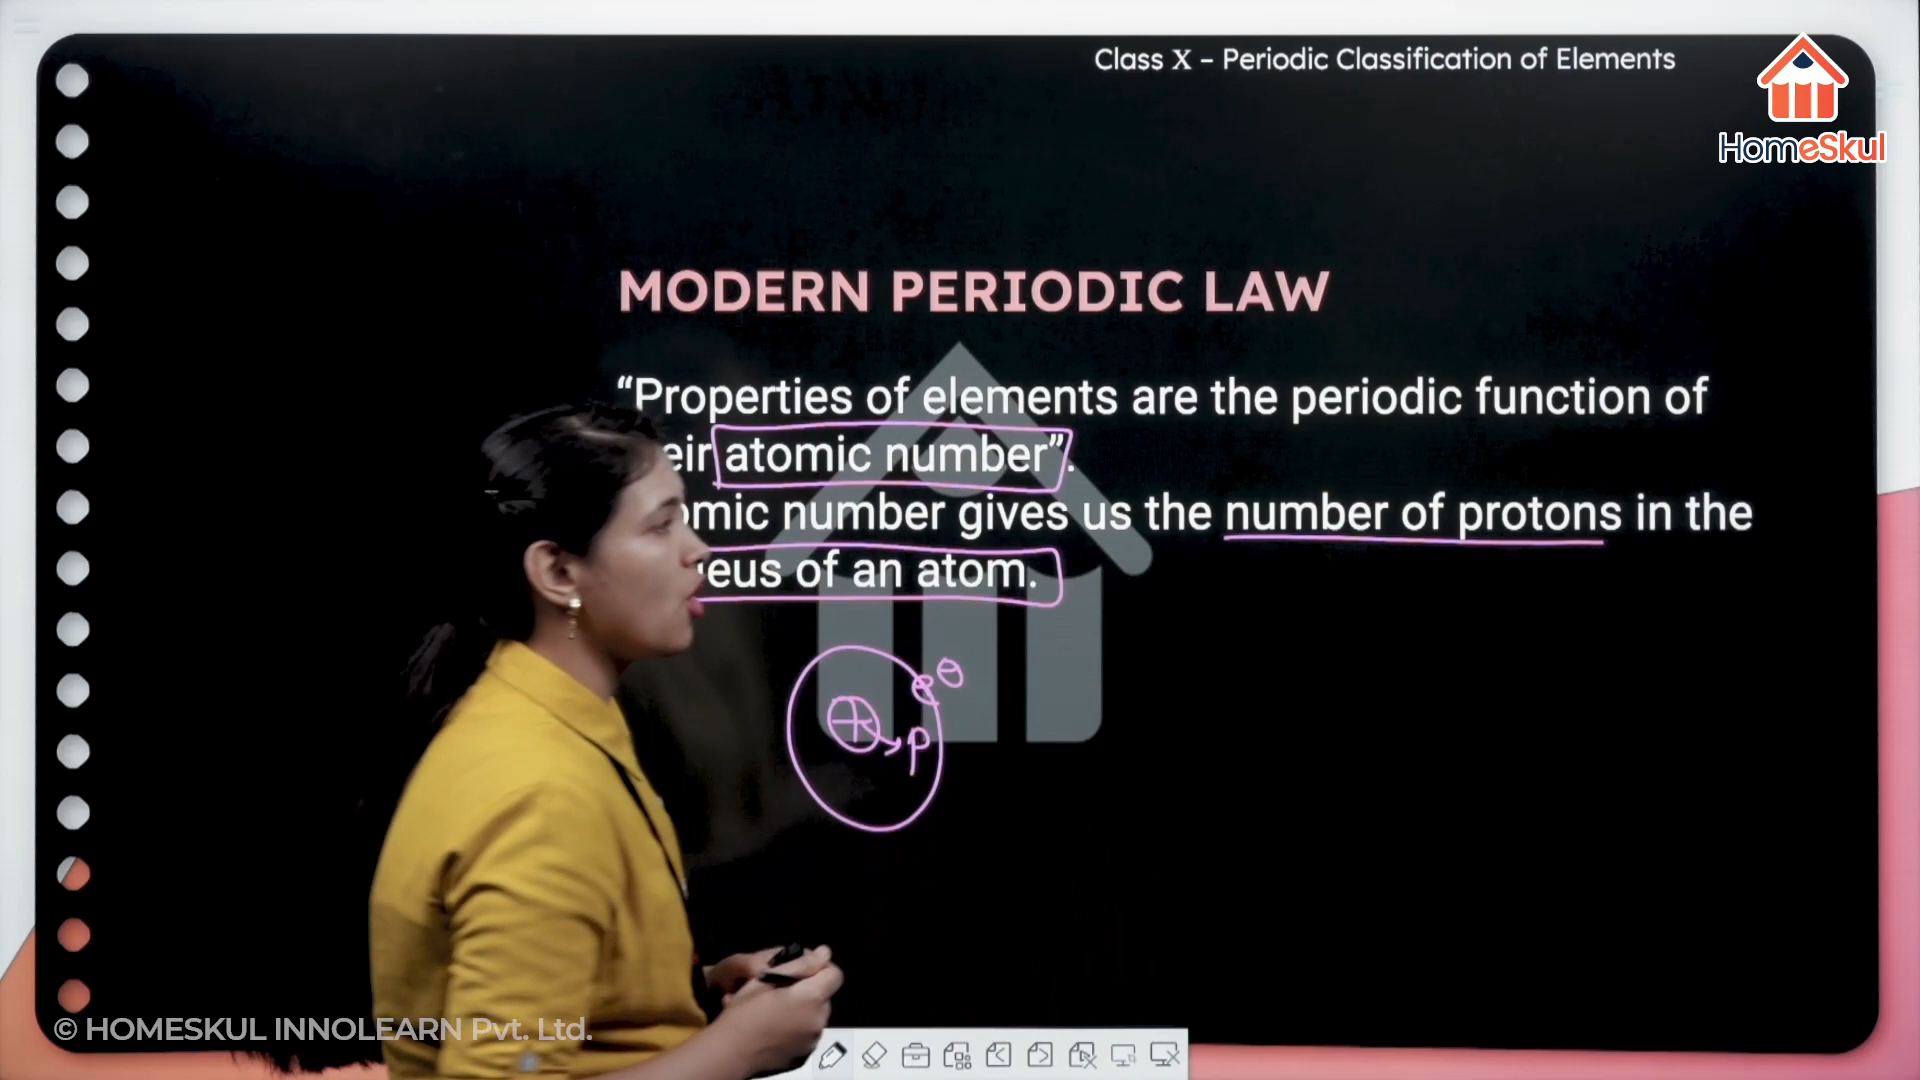 Class X – Periodic Classification of Elements
HomeSkul
MODERN PERIODIC LAW
“Properties of elements are the periodic function of
atomic number”.
number gives us the number of protons in the
of an atom.
e⊖
+ → p
© HOMESKUL INNOLEARN Pvt. Ltd.